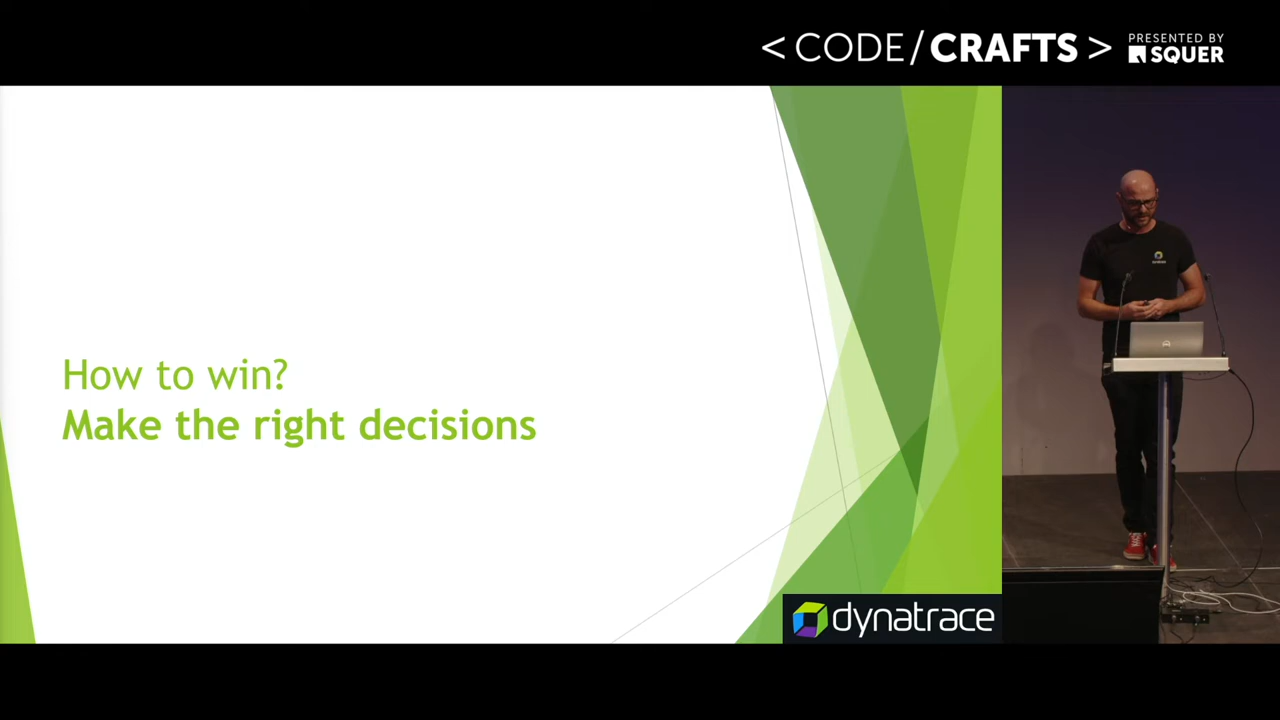 < CODE/CRAFTS >
PRESENTED BY
SQUER
How to win?
Make the right decisions
dynatrace